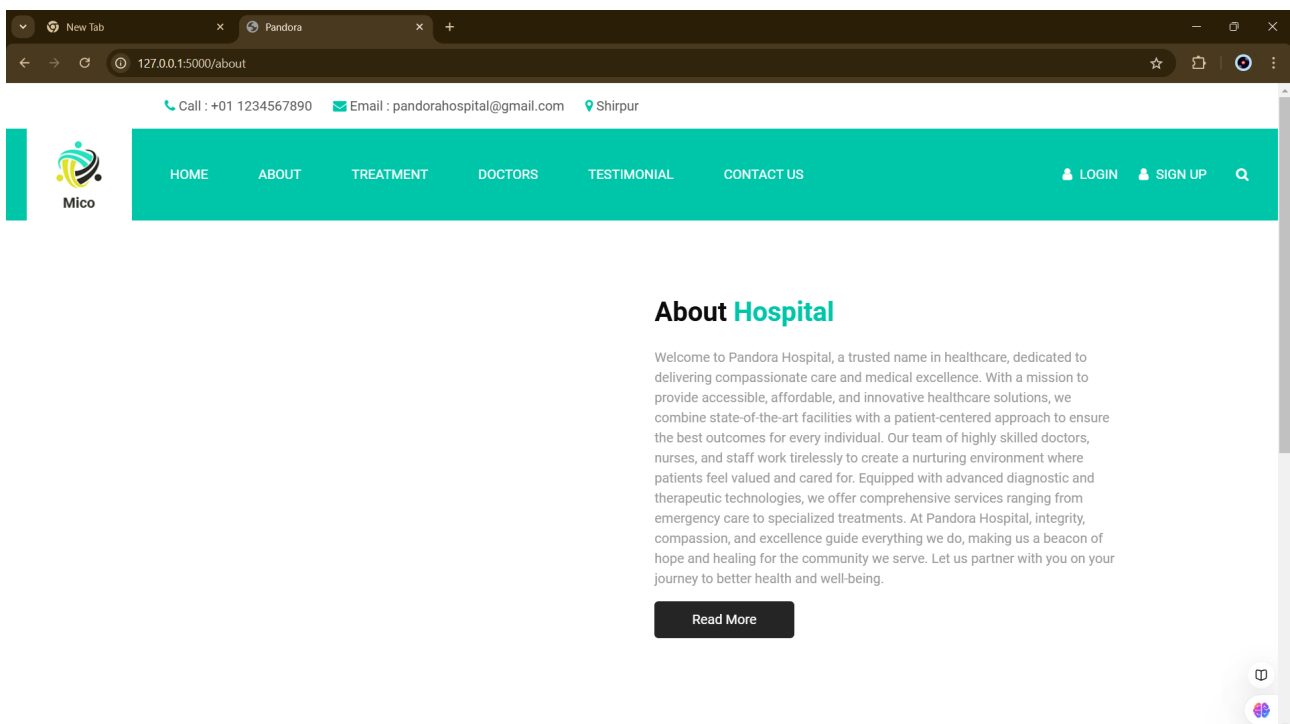 New Tab
Pandora
127.0.0.1:5000/about
Call : +01 1234567890 Email : pandorahospital@gmail.com Shirpur
Mico
HOME ABOUT TREATMENT DOCTORS TESTIMONIAL CONTACT US LOGIN SIGN UP
About Hospital
Welcome to Pandora Hospital, a trusted name in healthcare, dedicated to
delivering compassionate care and medical excellence. With a mission to
provide accessible, affordable, and innovative healthcare solutions, we
combine state-of-the-art facilities with a patient-centered approach to ensure
the best outcomes for every individual. Our team of highly skilled doctors,
nurses, and staff work tirelessly to create a nurturing environment where
patients feel valued and cared for. Equipped with advanced diagnostic and
therapeutic technologies, we offer comprehensive services ranging from
emergency care to specialized treatments. At Pandora Hospital, integrity,
compassion, and excellence guide everything we do, making us a beacon of
hope and healing for the community we serve. Let us partner with you on your
journey to better health and well-being.
Read More